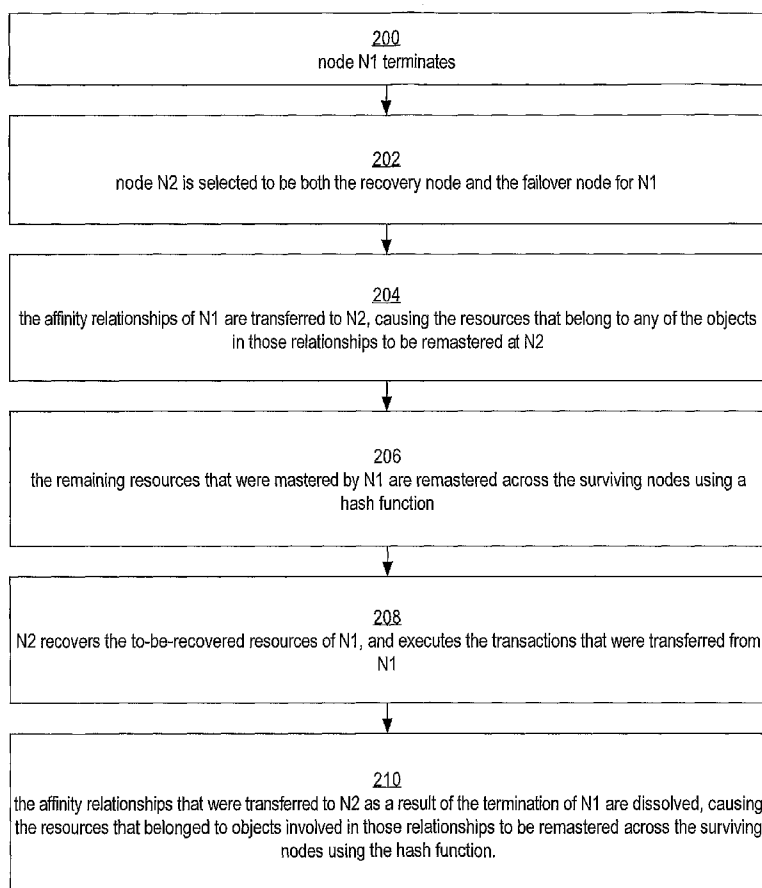 200
node N1 terminates
202
node N2 is selected to be both the recovery node and the failover node for N1
204
the affinity relationships of N1 are transferred to N2, causing the resources that belong to any of the objects
in those relationships to be remastered at N2
206
the remaining resources that were mastered by N1 are remastered across the surviving nodes using a
hash function
208
N2 recovers the to-be-recovered resources of N1, and executes the transactions that were transferred from
N1
210
the affinity relationships that were transferred to N2 as a result of the termination of N1 are dissolved, causing
the resources that belonged to objects involved in those relationships to be remastered across the surviving
nodes using the hash function.